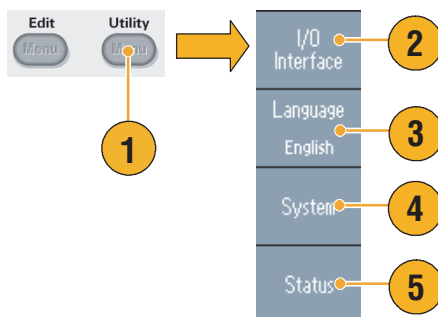 Edit Utility
Menu Menu
1
I/O
Interface
2
Language
English
3
System
4
Status
5